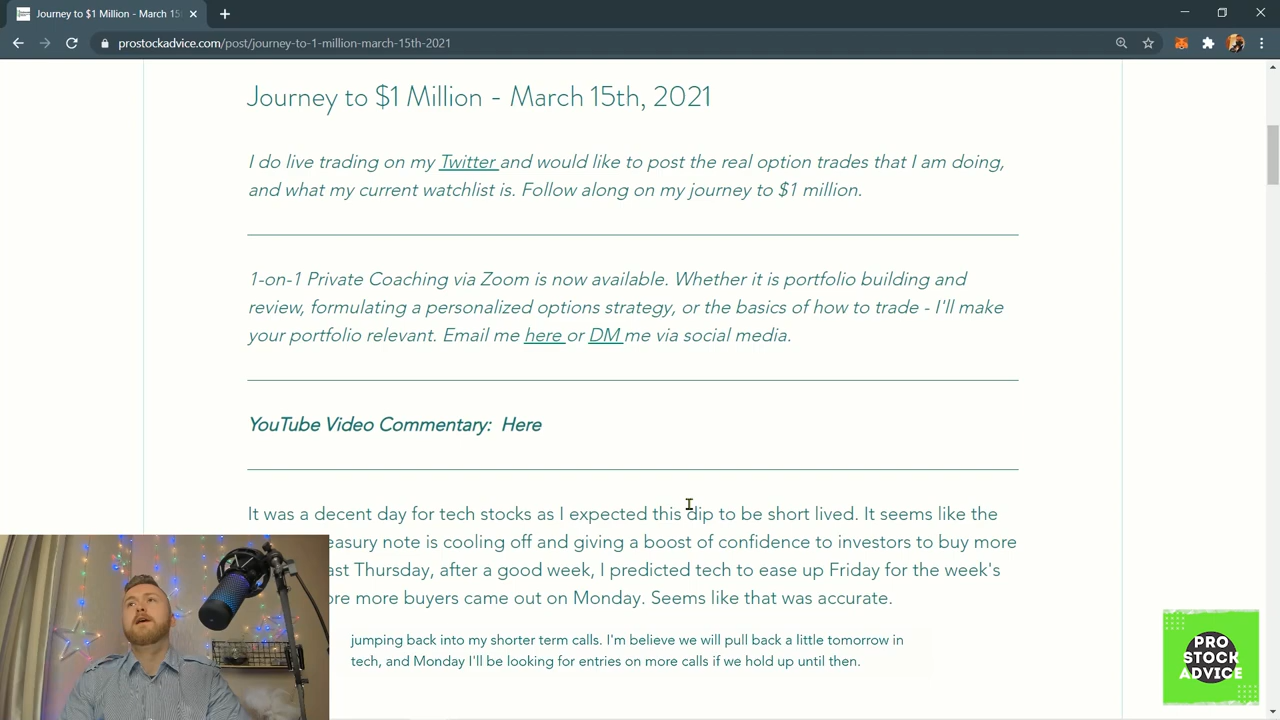 Journey to $1 Million - March 15
prostockadvice.com/post/journey-to-1-million-march-15th-2021
Journey to $1 Million - March 15th, 2021
I do live trading on my Twitter and would like to post the real option trades that I am doing,
and what my current watchlist is. Follow along on my journey to $1 million.
1-on-1 Private Coaching via Zoom is now available. Whether it is portfolio building and
review, formulating a personalized options strategy, or the basics of how to trade - I'll make
your portfolio relevant. Email me here or DM me via social media.
YouTube Video Commentary: Here
It was a decent day for tech stocks as I expected this dip to be short lived. It seems like the
easury note is cooling off and giving a boost of confidence to investors to buy more
ast Thursday, after a good week, I predicted tech to ease up Friday for the week's
ore more buyers came out on Monday. Seems like that was accurate.
jumping back into my shorter term calls. I'm believe we will pull back a little tomorrow in
tech, and Monday I'll be looking for entries on more calls if we hold up until then.
PRO
STOCK
ADVICE